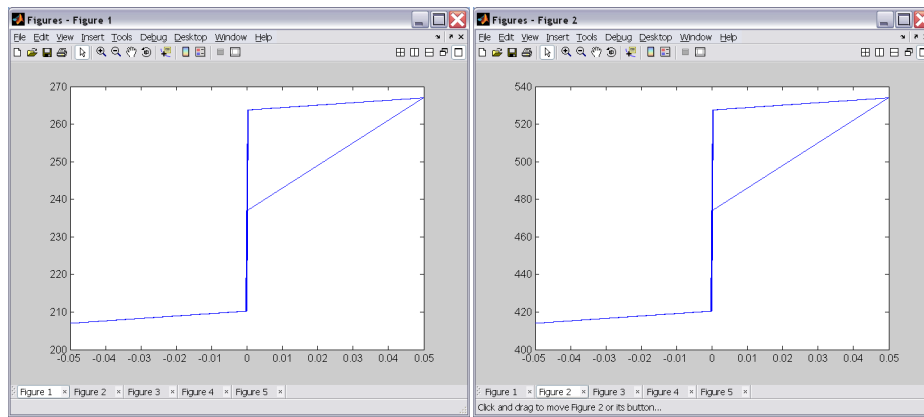 Figures - Figure 1
File Edit View Insert Tools Debug Desktop Window Help
270
260
250
240
230
220
210
200
-0.05 -0.04 -0.03 -0.02 -0.01 0 0.01 0.02 0.03 0.04 0.05
Figure 1 Figure 2 Figure 3 Figure 4 Figure 5
Figures - Figure 2
File Edit View Insert Tools Debug Desktop Window Help
540
520
500
480
460
440
420
400
-0.05 -0.04 -0.03 -0.02 -0.01 0 0.01 0.02 0.03 0.04 0.05
Figure 1 Figure 2 Figure 3 Figure 4 Figure 5
Click and drag to move Figure 2 or its button...